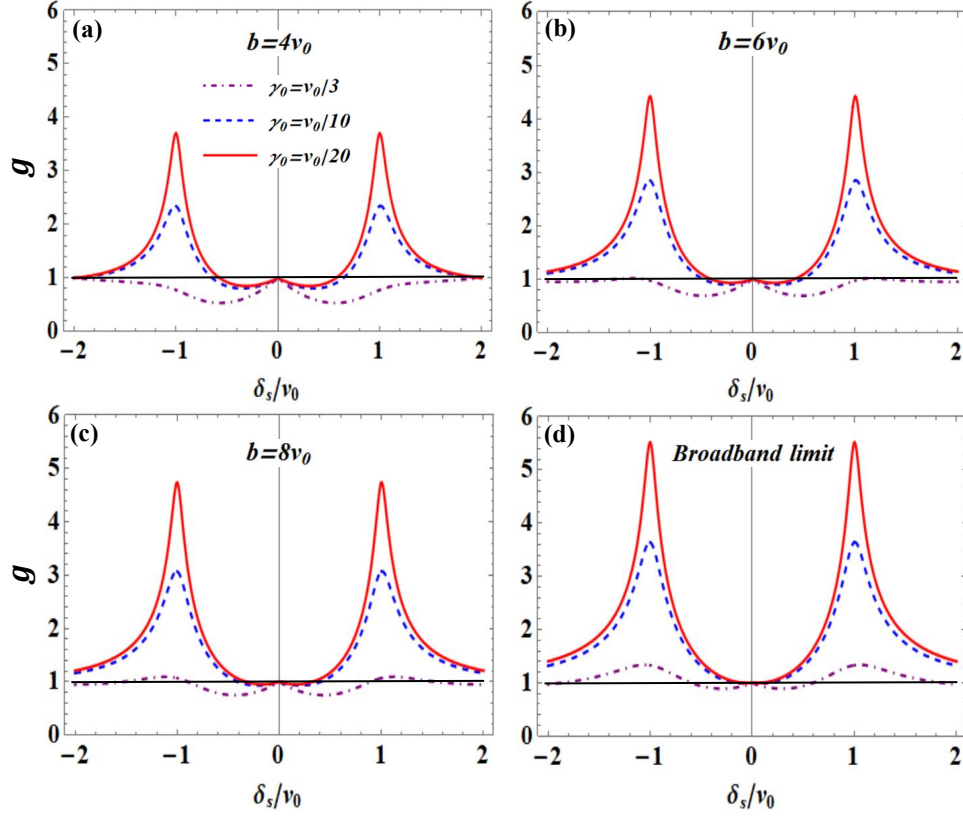 (a)
b=4v₀
γ₀=v₀/3
γ₀=v₀/10
γ₀=v₀/20
g
6
5
4
3
2
1
0
−2 −1 0 1 2
δₛ/v₀
(b)
b=6v₀
6
5
4
3
2
1
0
−2 −1 0 1 2
δₛ/v₀
(c)
b=8v₀
g
6
5
4
3
2
1
0
−2 −1 0 1 2
δₛ/v₀
(d)
Broadband limit
6
5
4
3
2
1
0
−2 −1 0 1 2
δₛ/v₀